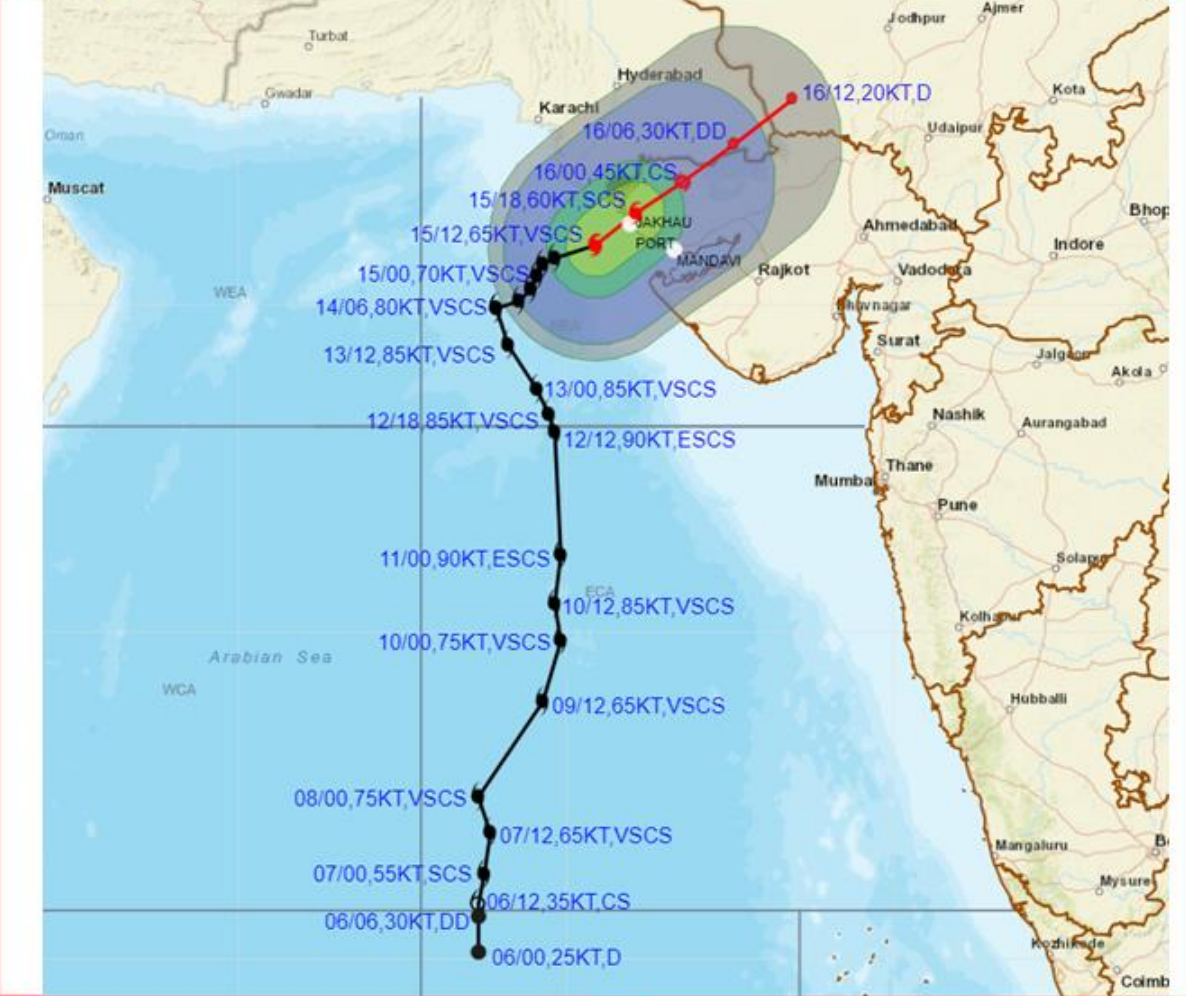 Jodhpur
Ajmer
Turbat
Hyderabad
Gwadar
Karachi
16/12,20KT,D
Kota
16/06,30KT,DD
Udaipur
Oman
16/00,45KT,CS
Muscat
15/18,60KT,SCS
JAKHAU
PORT
Bhop
15/12,65KT,VSCS
Ahmedabad
MANDAVI
Indore
15/00,70KT,VSCS
Rajkot
Vadodara
WEA
14/06,80KT,VSCS
Bhavnagar
Surat
13/12,85KT,VSCS
Jalgaon
Akola
13/00,85KT,VSCS
12/18,85KT,VSCS
Nashik
Aurangabad
12/12,90KT,ESCS
Thane
Mumbai
Pune
11/00,90KT,ESCS
Solapur
ECA
10/12,85KT,VSCS
Kolhapur
10/00,75KT,VSCS
Arabian Sea
WCA
Hubballi
09/12,65KT,VSCS
08/00,75KT,VSCS
07/12,65KT,VSCS
Mangaluru
Be
07/00,55KT,SCS
Mysuru
06/12,35KT,CS
06/06,30KT,DD
Kozhikode
06/00,25KT,D
Coimb